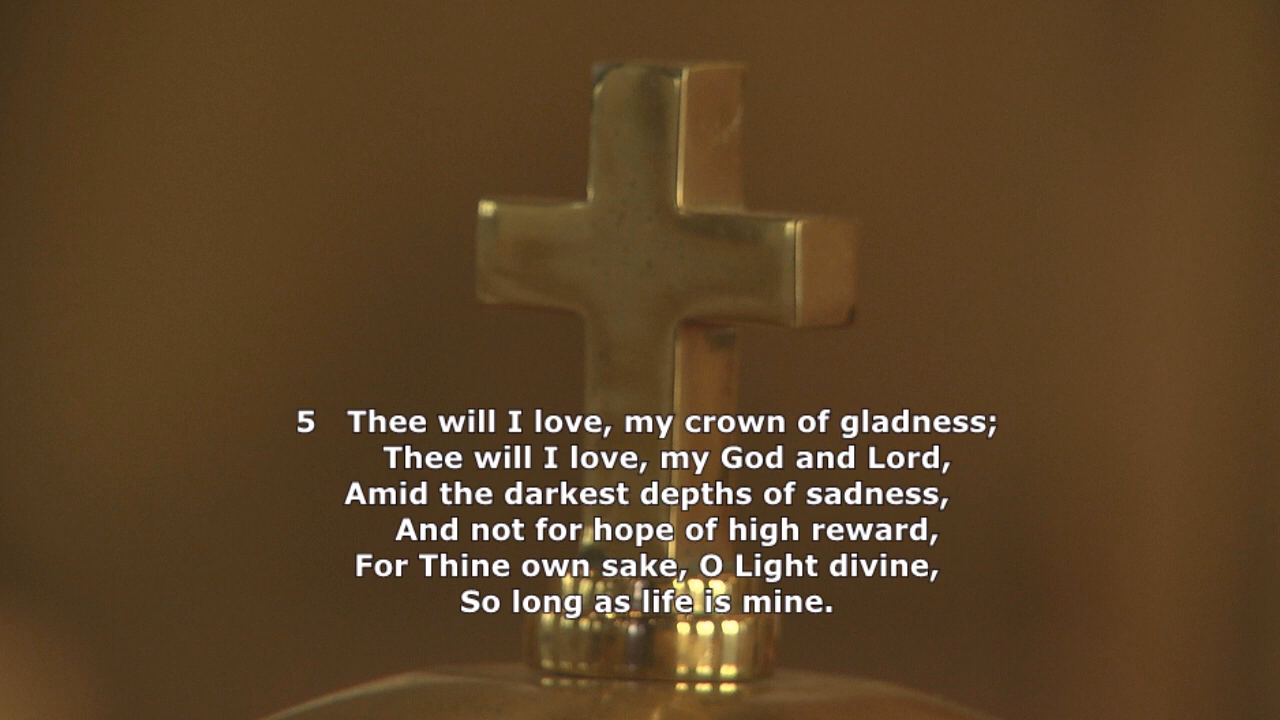 5 Thee will I love, my crown of gladness;
Thee will I love, my God and Lord,
Amid the darkest depths of sadness,
And not for hope of high reward,
For Thine own sake, O Light divine,
So long as life is mine.